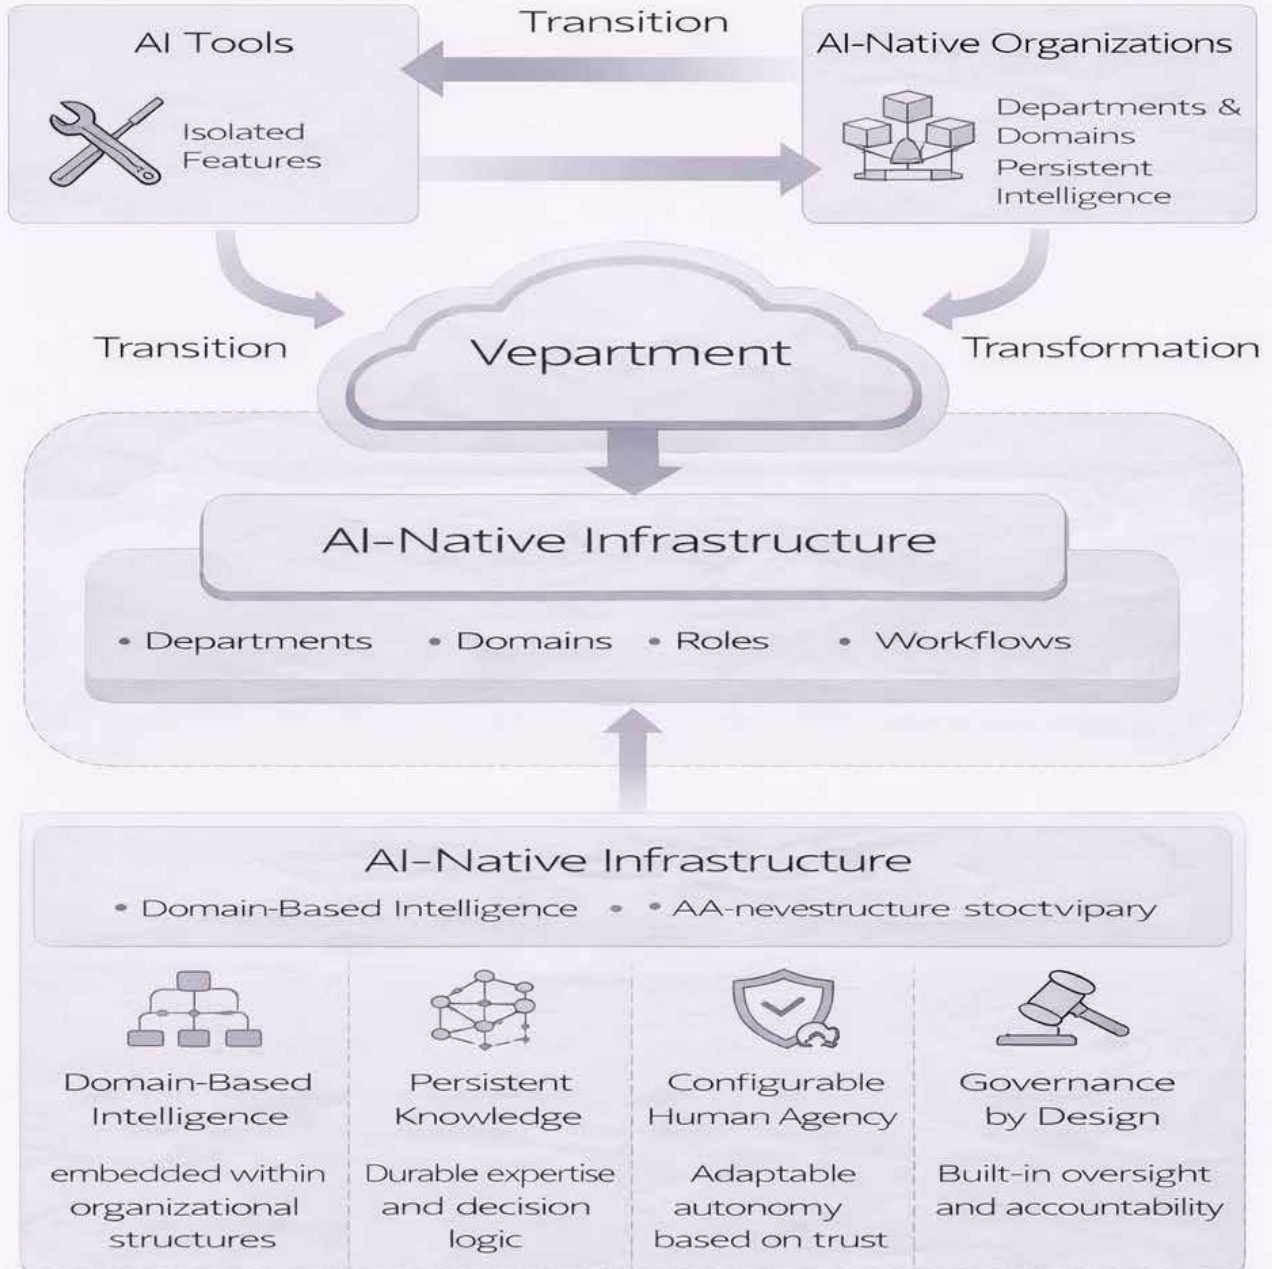 Transition
AI Tools
Isolated
Features
AI-Native Organizations
Departments &
Domains
Persistent
Intelligence
Transition
Vepartment
Transformation
AI-Native Infrastructure
• Departments • Domains • Roles • Workflows
AI-Native Infrastructure
• Domain-Based Intelligence • • AA-nevestructure stoctvipary
Domain-Based
Intelligence
embedded within
organizational
structures
Persistent
Knowledge
Durable expertise
and decision
logic
Configurable
Human Agency
Adaptable
autonomy
based on trust
Governance
by Design
Built-in oversight
and accountability